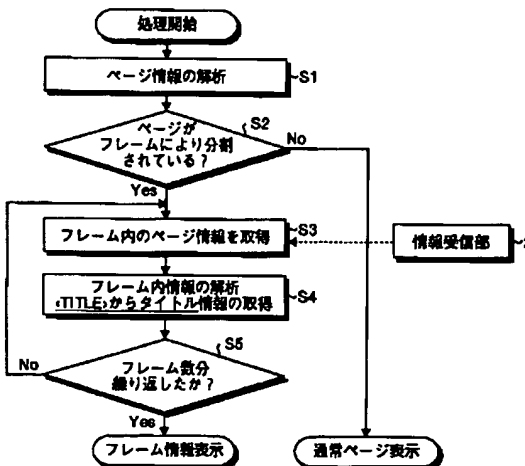 処理開始
ページ情報の解析
S1
ページが
フレームにより分割
されている?
S2
No
Yes
フレーム内のページ情報を取得
S3
情報受信部
フレーム内情報の解析
<TITLE>からタイトル情報の取得
S4
フレーム数分
繰り返したか?
S5
No
Yes
フレーム情報表示
通常ページ表示